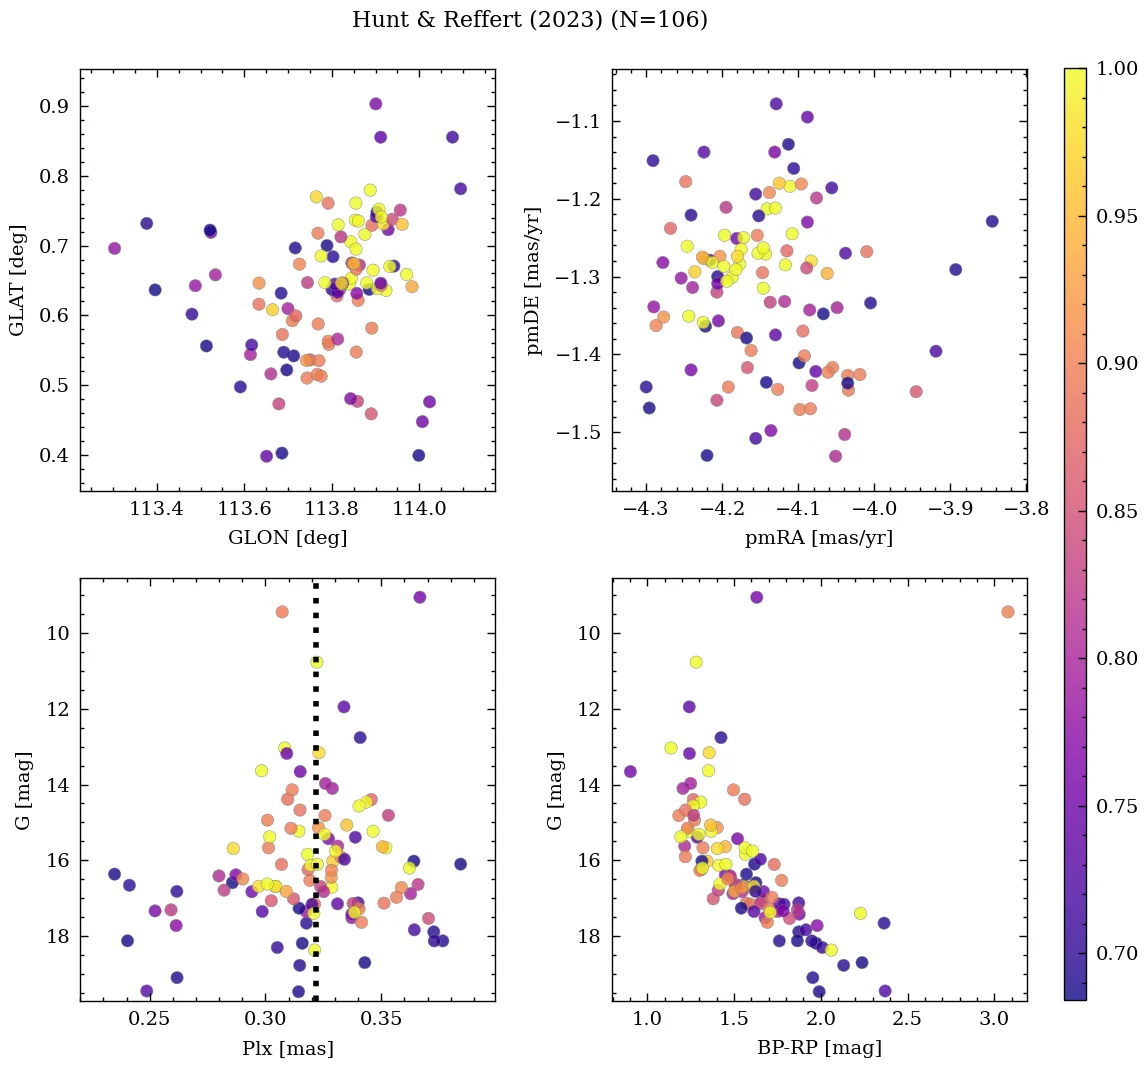 Hunt & Reffert (2023) (N=106)
0.9
0.8
0.7
0.6
0.5
0.4
GLAT [deg]
113.4 113.6 113.8 114.0
GLON [deg]
−1.1
−1.2
−1.3
−1.4
−1.5
pmDE [mas/yr]
−4.3 −4.2 −4.1 −4.0 −3.9 −3.8
pmRA [mas/yr]
10
12
14
16
18
G [mag]
0.25 0.30 0.35
Plx [mas]
10
12
14
16
18
G [mag]
1.0 1.5 2.0 2.5 3.0
BP-RP [mag]
1.00
0.95
0.90
0.85
0.80
0.75
0.70